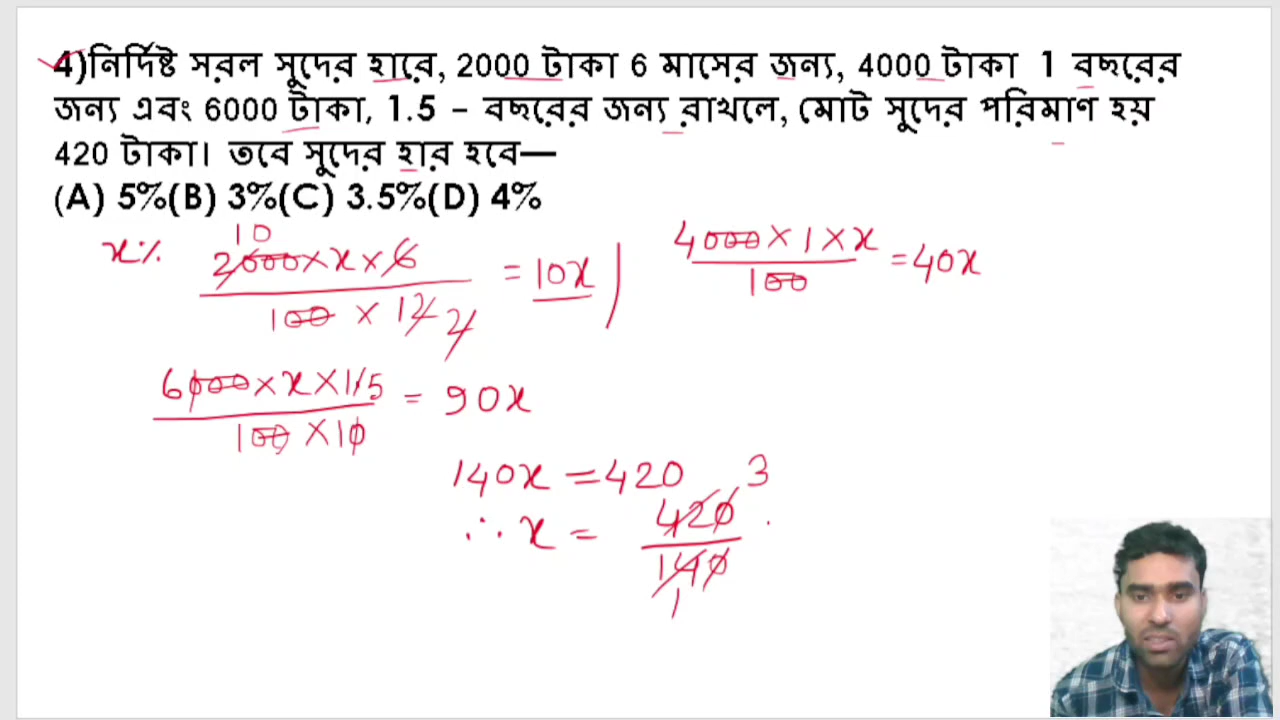 4)নির্দিষ্ট সরল সুদের হারে, 2000 টাকা 6 মাসের জন্য, 4000 টাকা 1 বছরের
জন্য এবং 6000 টাকা, 1.5 – বছরের জন্য রাখলে, মোট সুদের পরিমাণ হয়
420 টাকা। তবে সুদের হার হবে—
(A) 5%(B) 3%(C) 3.5%(D) 4%
x%
10
2000 × x × 6 = 10x
100 × 12 2
4000 × 1 × x = 40x
100
6000 × x × 15 = 90x
100 × 10
140x = 420
3
∴ x = 420
140
1